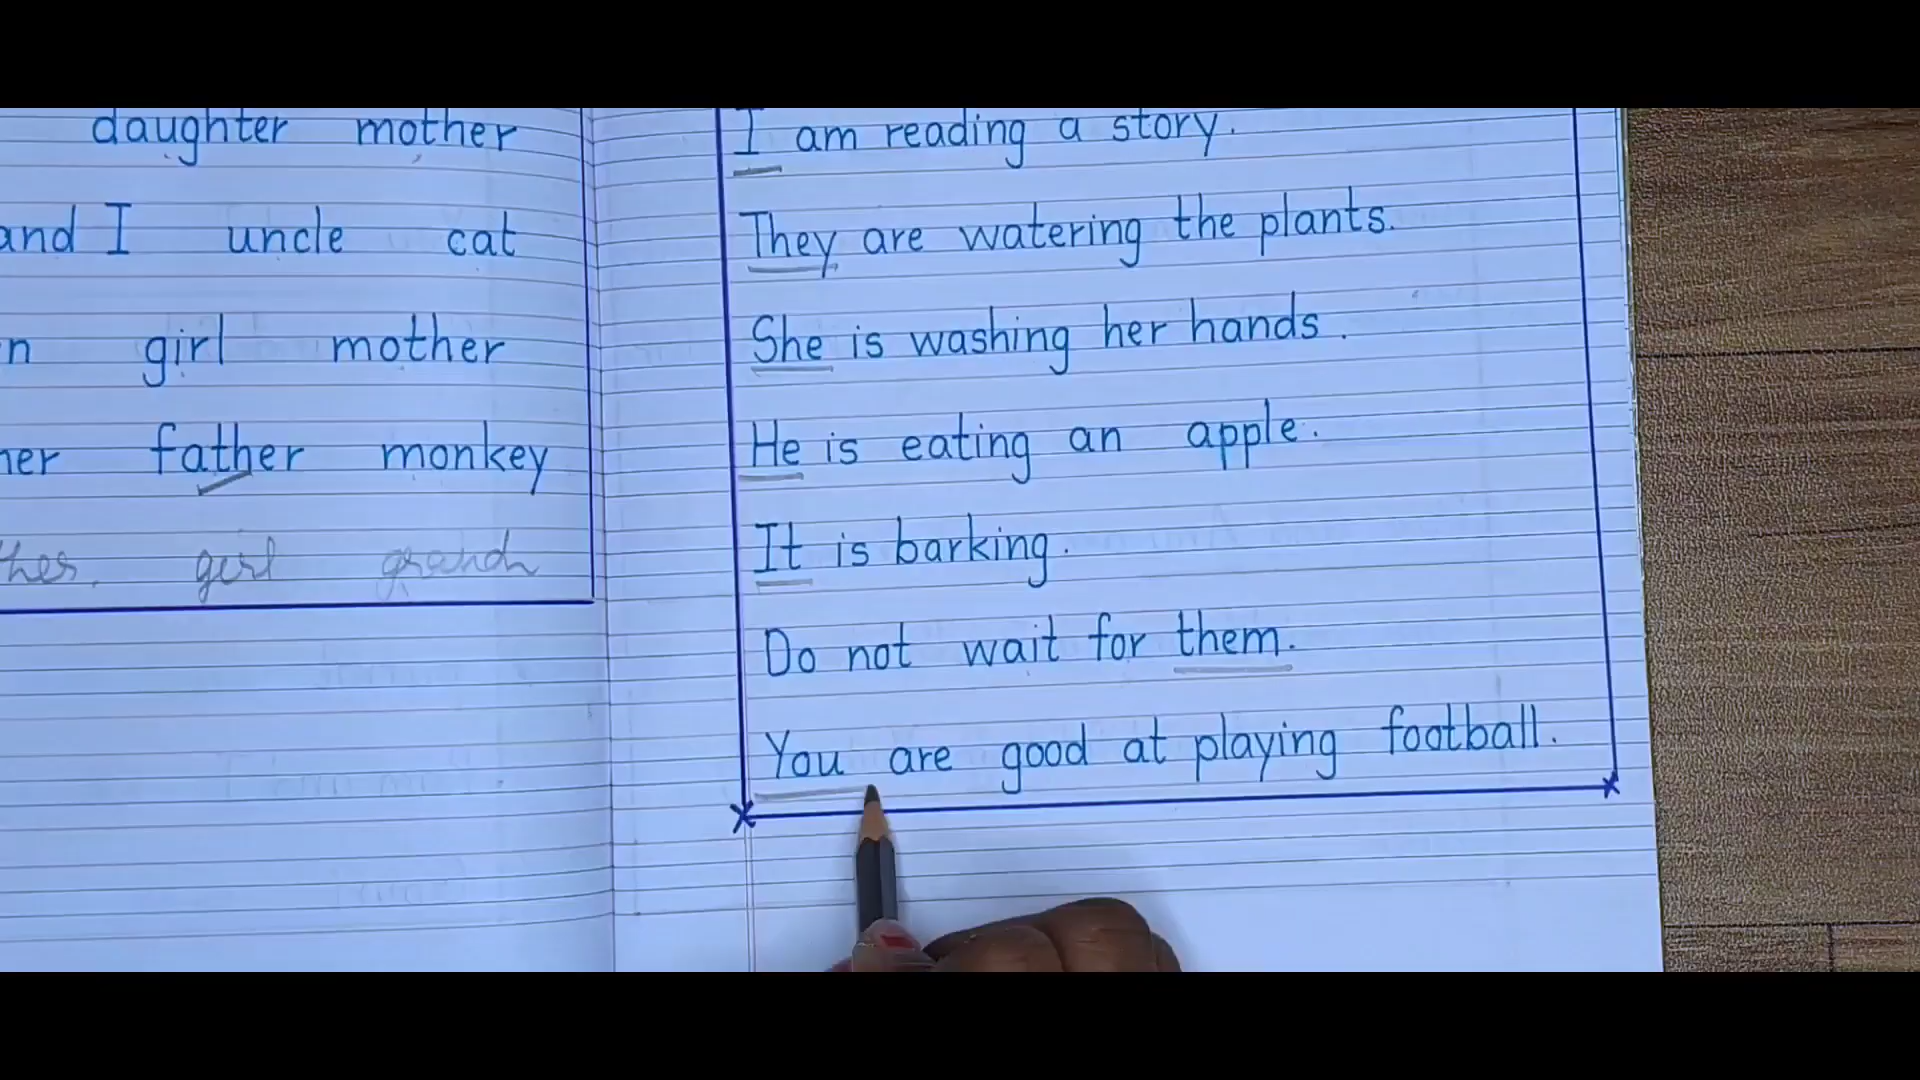 daughter mother
and I uncle cat
girl mother
father monkey
girl grand
I am reading a story.
They are watering the plants.
She is washing her hands.
He is eating an apple.
It is barking.
Do not wait for them.
You are good at playing football.